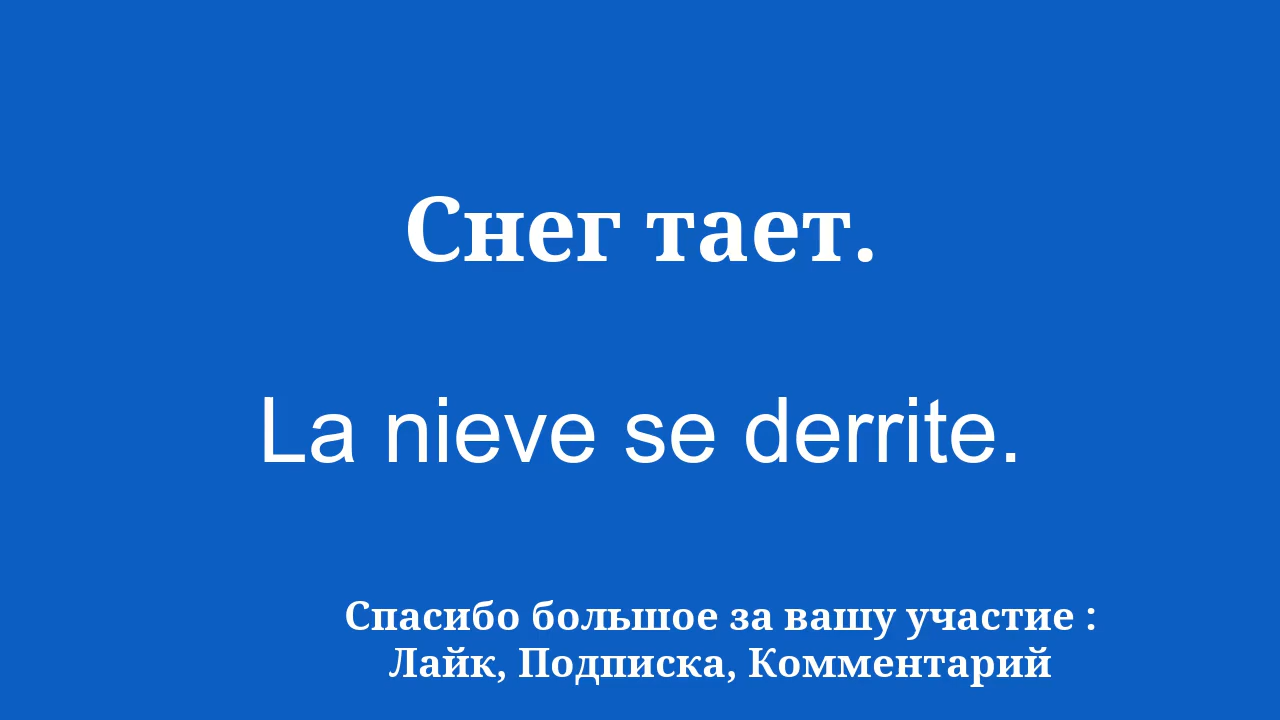 Снег тает.
La nieve se derrite.
Спасибо большое за вашу участие :
Лайк, Подписка, Комментарий